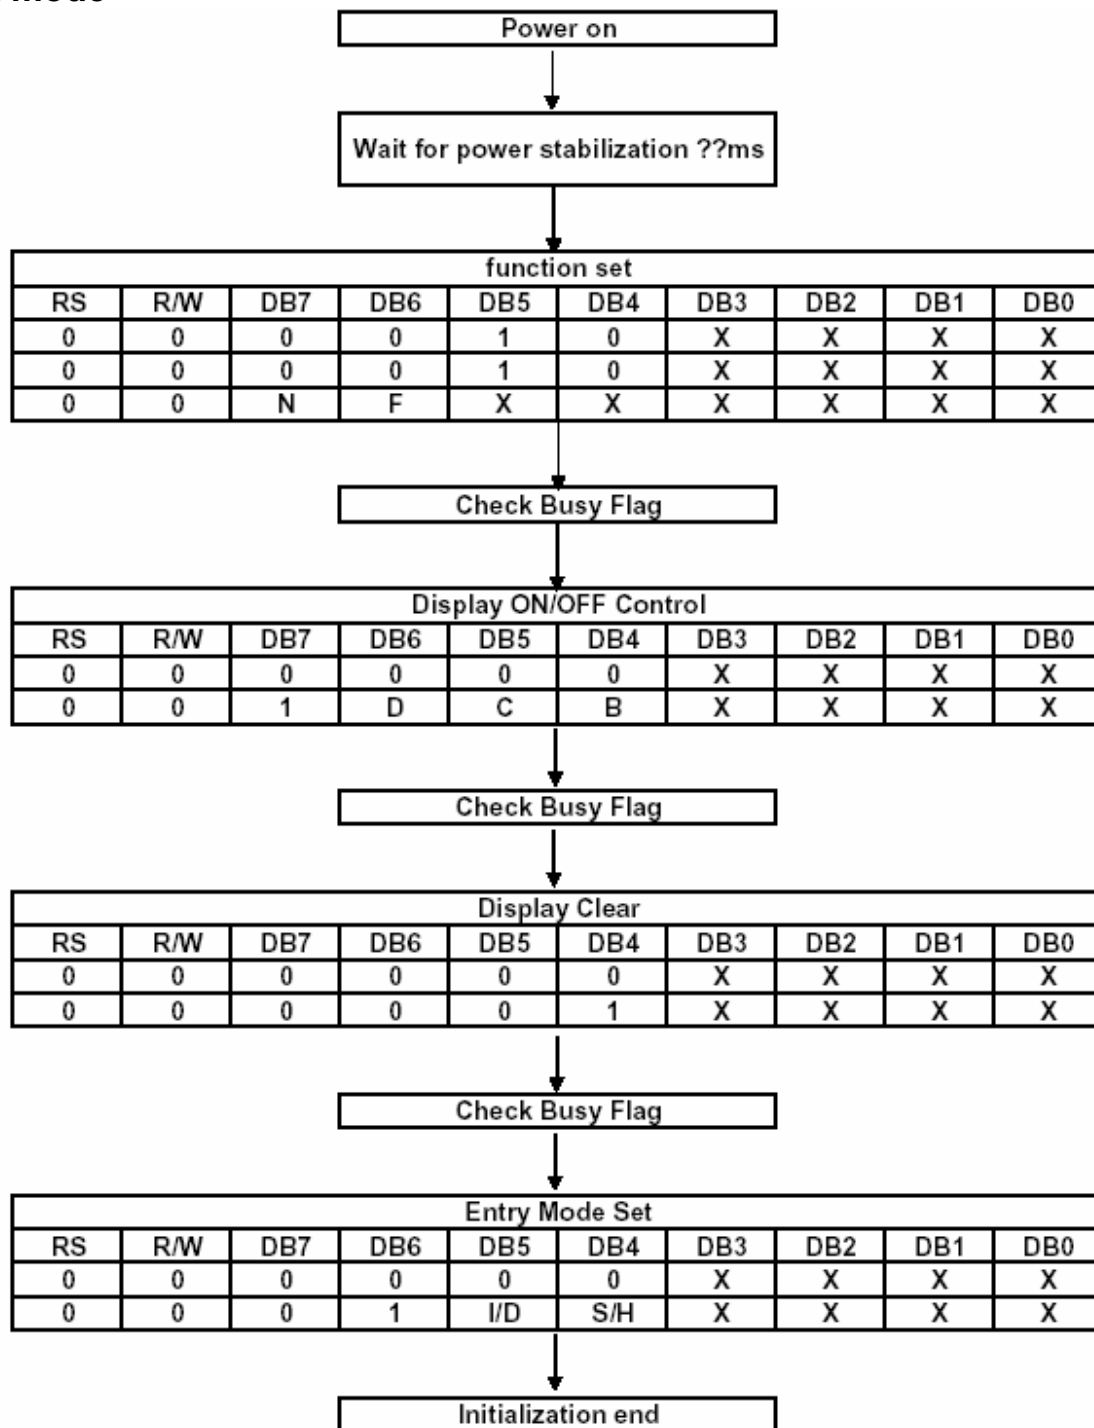 mode
Power on
Wait for power stabilization ??ms
function set
RS R/W DB7 DB6 DB5 DB4 DB3 DB2 DB1 DB0
0 0 0 0 1 0 X X X X
0 0 0 0 1 0 X X X X
0 0 N F X X X X X X
Check Busy Flag
Display ON/OFF Control
RS R/W DB7 DB6 DB5 DB4 DB3 DB2 DB1 DB0
0 0 0 0 0 0 X X X X
0 0 1 D C B X X X X
Check Busy Flag
Display Clear
RS R/W DB7 DB6 DB5 DB4 DB3 DB2 DB1 DB0
0 0 0 0 0 0 X X X X
0 0 0 0 0 1 X X X X
Check Busy Flag
Entry Mode Set
RS R/W DB7 DB6 DB5 DB4 DB3 DB2 DB1 DB0
0 0 0 0 0 0 X X X X
0 0 0 1 I/D S/H X X X X
Initialization end